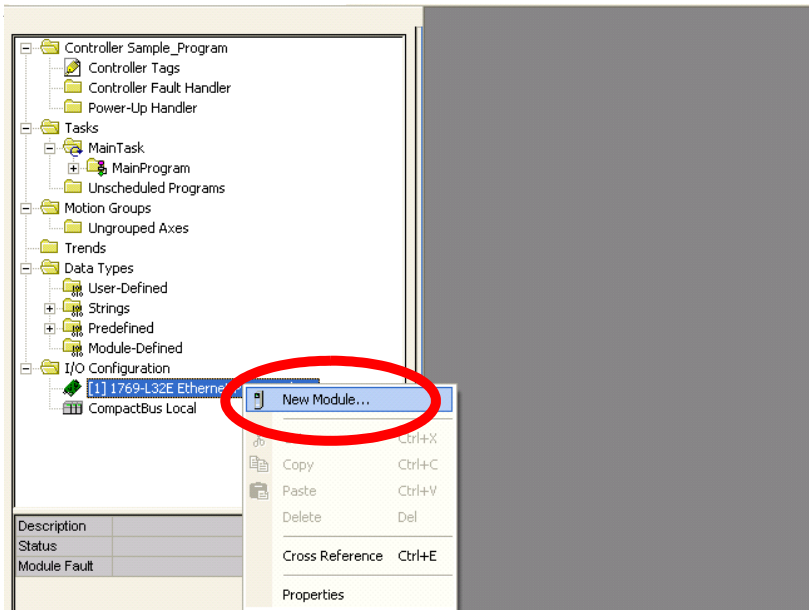 Controller Sample_Program
Controller Tags
Controller Fault Handler
Power-Up Handler
Tasks
MainTask
MainProgram
Unscheduled Programs
Motion Groups
Ungrouped Axes
Trends
Data Types
User-Defined
Strings
Predefined
Module-Defined
I/O Configuration
[1] 1769-L32E Ethernet
CompactBus Local
New Module...
Ctrl+X
Copy Ctrl+C
Paste Ctrl+V
Delete Del
Cross Reference Ctrl+E
Properties
Description
Status
Module Fault